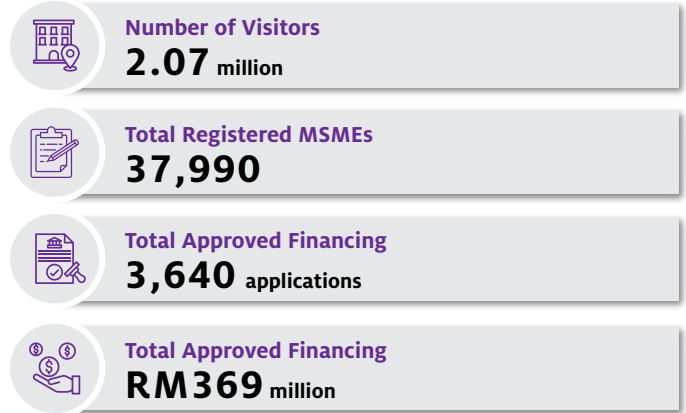 Number of Visitors
2.07 million
Total Registered MSMEs
37,990
Total Approved Financing
3,640 applications
Total Approved Financing
RM369 million